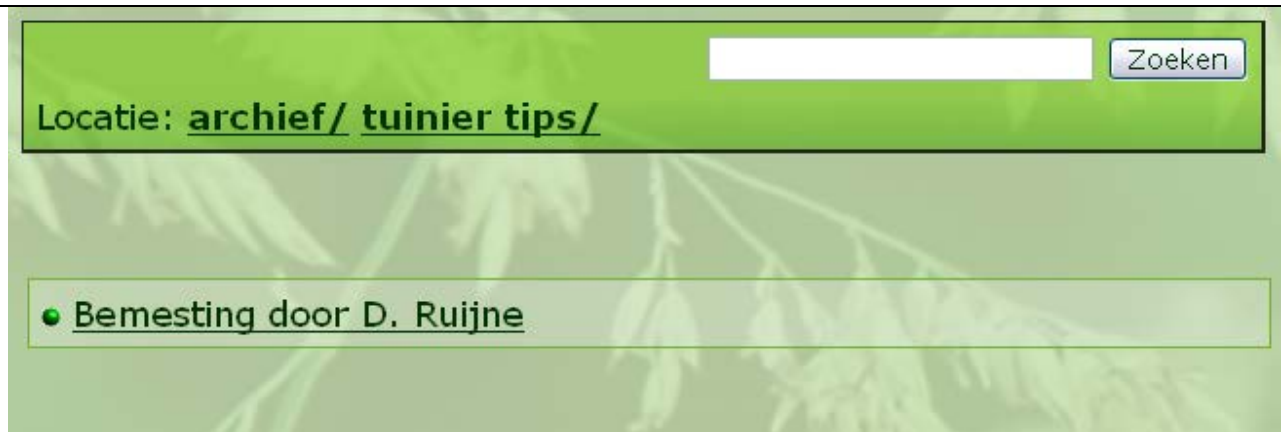 Zoeken
Locatie: archief/ tuinier tips/
Bemesting door D. Ruijne